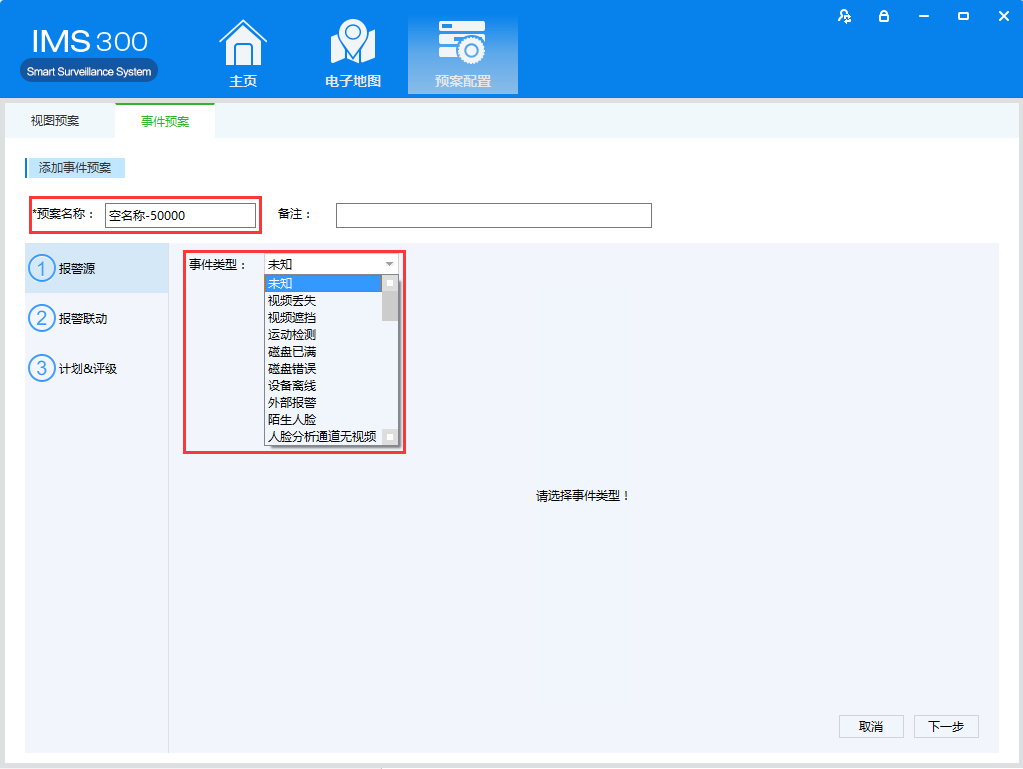 IMS 300
Smart Surveillance System
主页
电子地图
预案配置
视图预案
事件预案
添加事件预案
*预案名称：
空名称-50000
备注：
1 报警源
2 报警联动
3 计划&评级
事件类型：
未知
未知
视频丢失
视频遮挡
运动检测
磁盘已满
磁盘错误
设备离线
外部报警
陌生人脸
人脸分析通道无视频
请选择事件类型！
取消
下一步